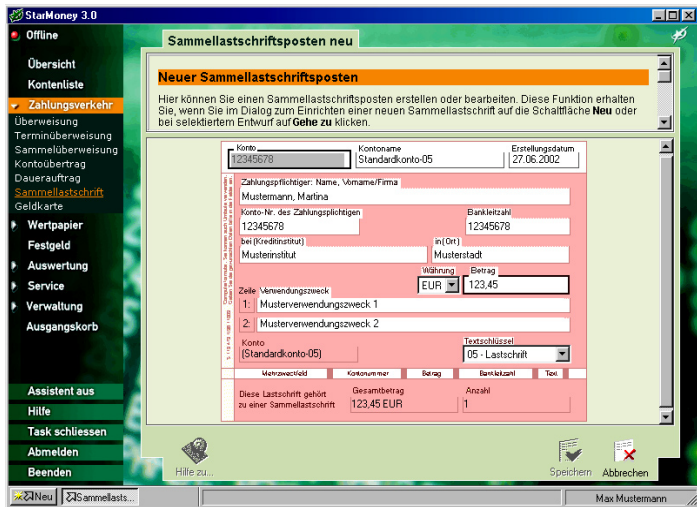 StarMoney 3.0
Offline
Übersicht
Kontenliste
Zahlungsverkehr
Überweisung
Terminüberweisung
Sammelüberweisung
Kontoübertrag
Dauerauftrag
Sammellastschrift
Geldkarte
Wertpapier
Festgeld
Auswertung
Service
Verwaltung
Ausgangskorb
Assistent aus
Hilfe
Task schliessen
Abmelden
Beenden
Sammellastschriftsposten neu
Neuer Sammellastschriftsposten
Hier können Sie einen Sammellastschriftsposten erstellen oder bearbeiten. Diese Funktion erhalten
Sie, wenn Sie im Dialog zum Einrichten einer neuen Sammellastschrift auf die Schaltfläche Neu oder
bei selektiertem Entwurf auf Gehe zu klicken.
Konto Kontoname Erstellungsdatum
12345678 Standardkonto-05 27.06.2002
Zahlungspflichtiger: Name, Vorname/Firma
Mustermann, Martina
Konto-Nr. des Zahlungsplichtigen Bankleitzahl
12345678 12345678
bei (Kreditinstitut) in (Ort)
Musterinstitut Musterstadt
Währung Betrag
EUR 123,45
Zeile Verwendungszweck
1: Musterverwendungszweck 1
2: Musterverwendungszweck 2
Konto Textschlüssel
(Standardkonto-05) 05 - Lastschrift
Mehrzweckfeld Kontonummer Betrag Bankleitzahl Text
Diese Lastschrift gehört Gesamtbetrag Anzahl
zu einer Sammellastschrift 123,45 EUR 1
Hilfe zu... Speichern Abbrechen
Neu Sammellasts... Max Mustermann